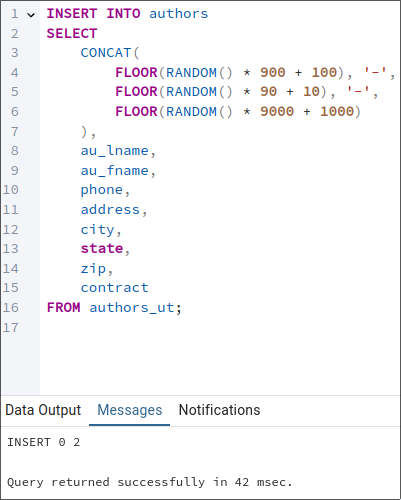 1 INSERT INTO authors
2 SELECT
3 CONCAT(
4 FLOOR(RANDOM() * 900 + 100), '-',
5 FLOOR(RANDOM() * 90 + 10), '-',
6 FLOOR(RANDOM() * 9000 + 1000)
7 ),
8 au_lname,
9 au_fname,
10 phone,
11 address,
12 city,
13 state,
14 zip,
15 contract
16 FROM authors_ut;
17
Data Output Messages Notifications
INSERT 0 2
Query returned successfully in 42 msec.